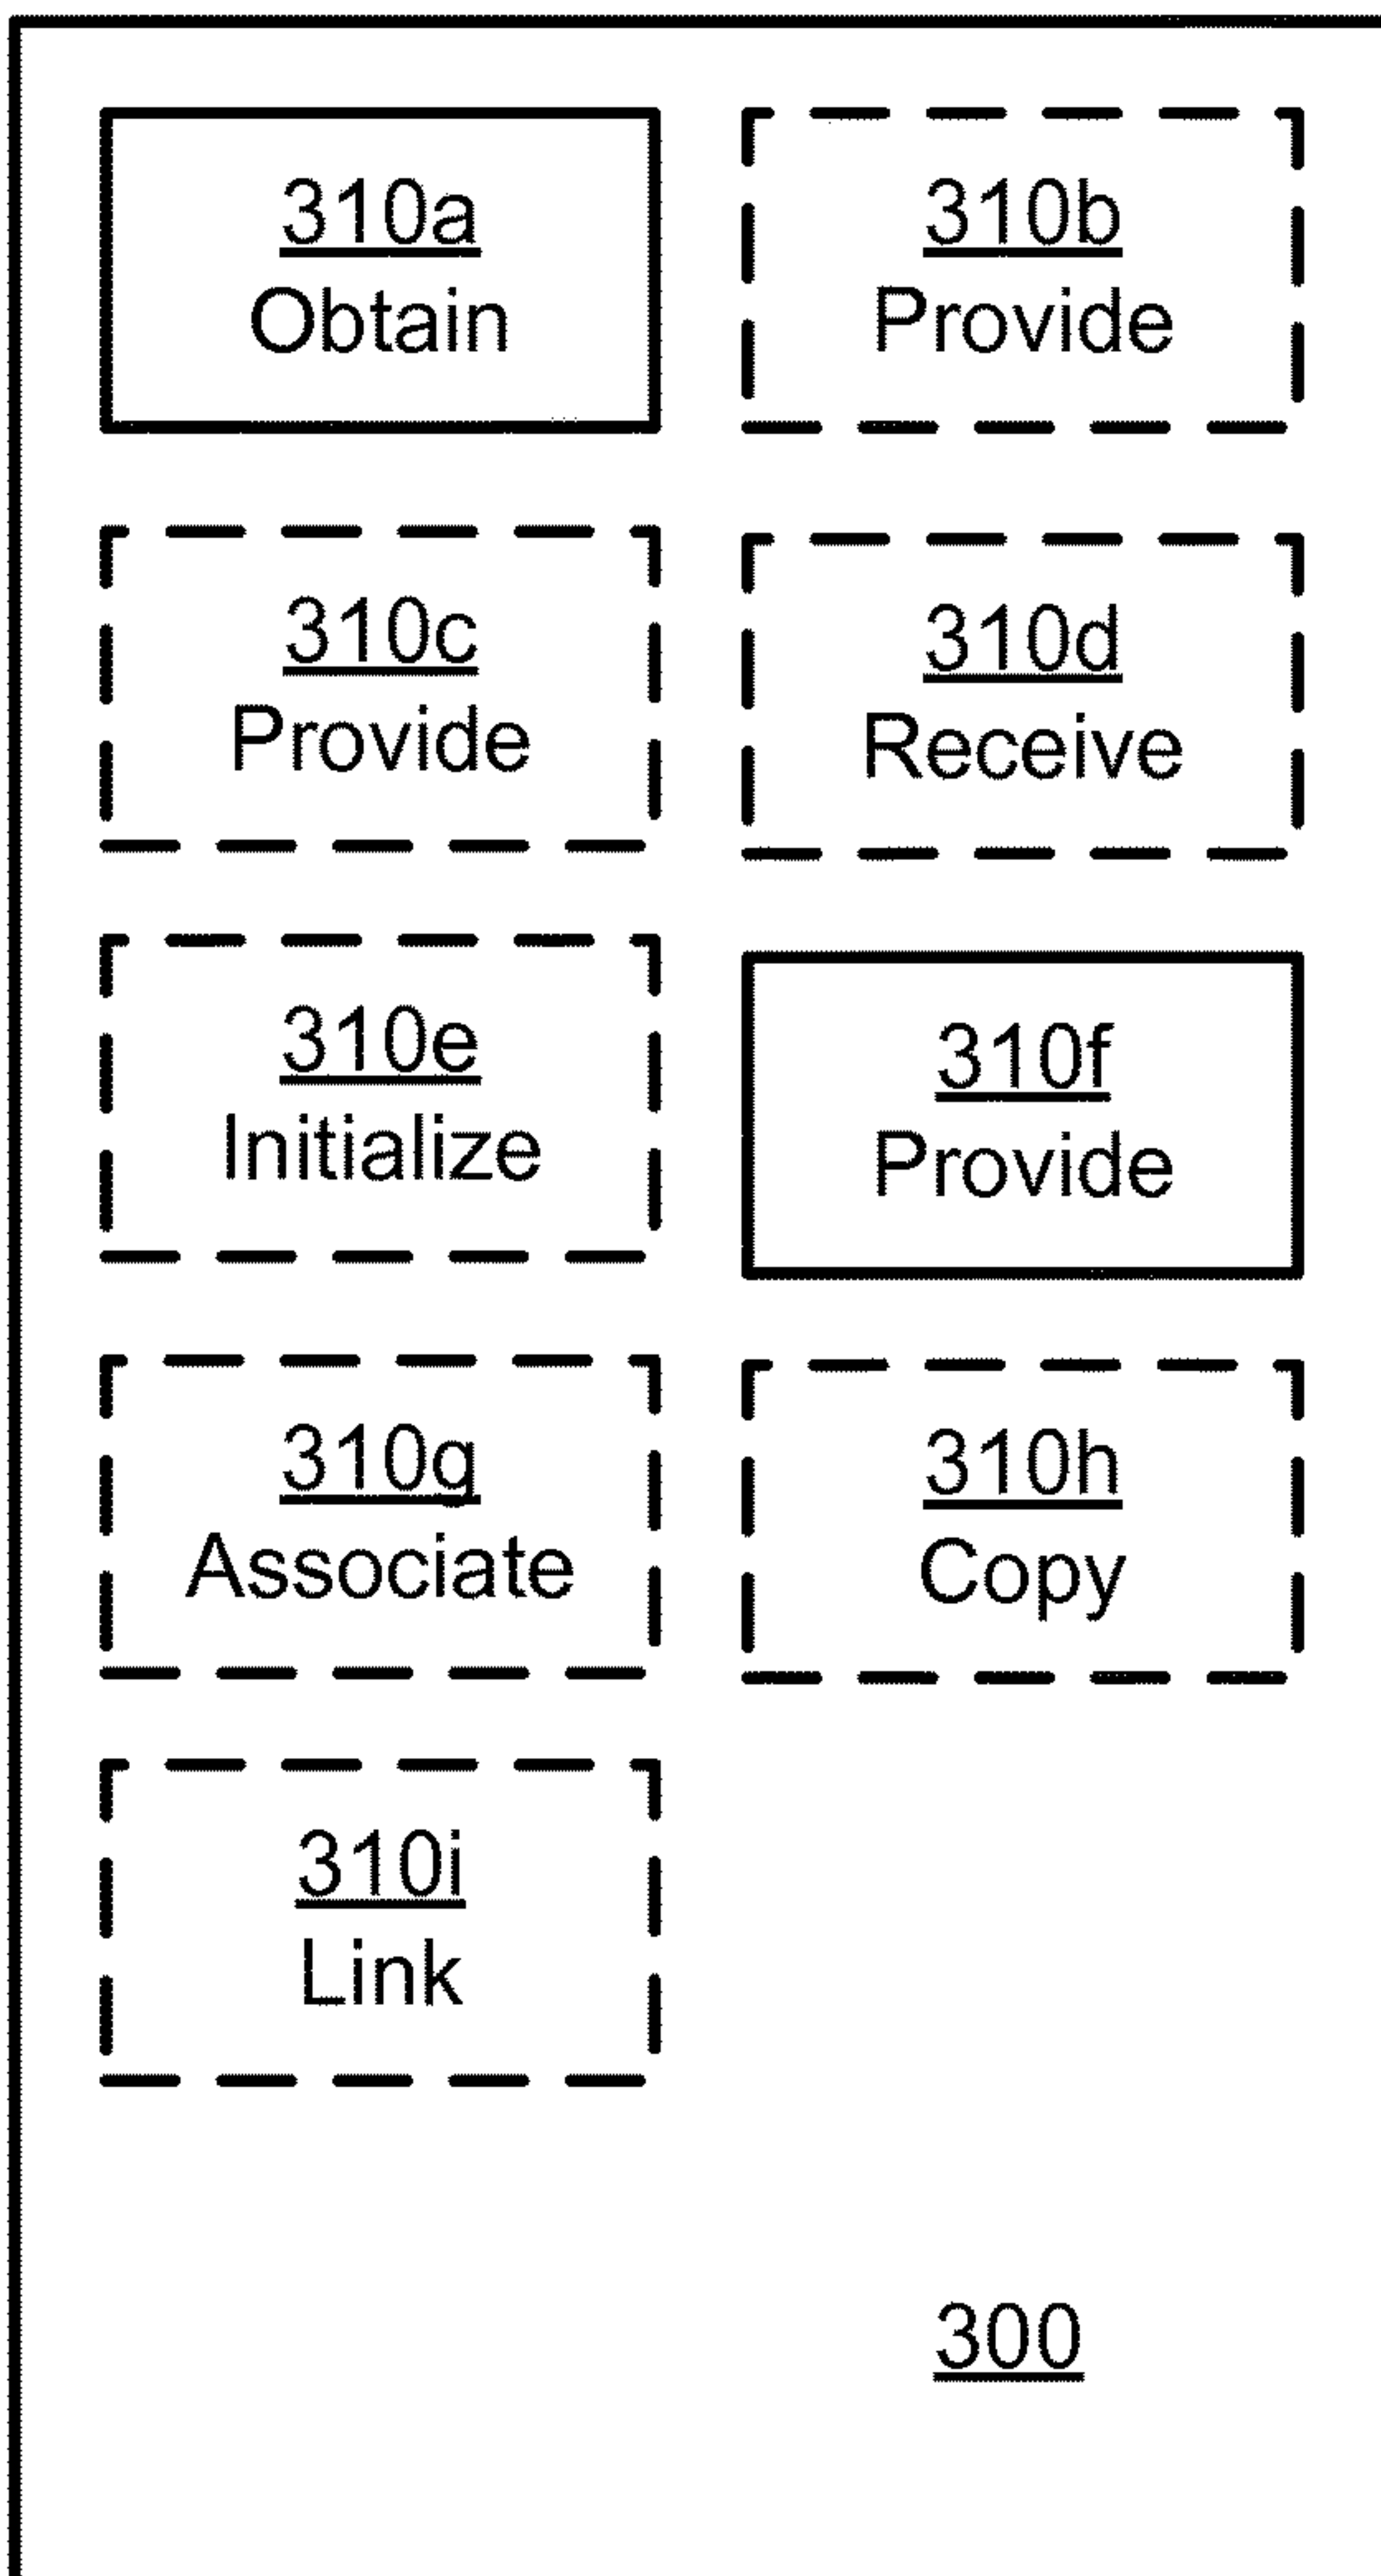 310a
Obtain
310b
Provide
310c
Provide
310d
Receive
310e
Initialize
310f
Provide
310g
Associate
310h
Copy
310i
Link
300